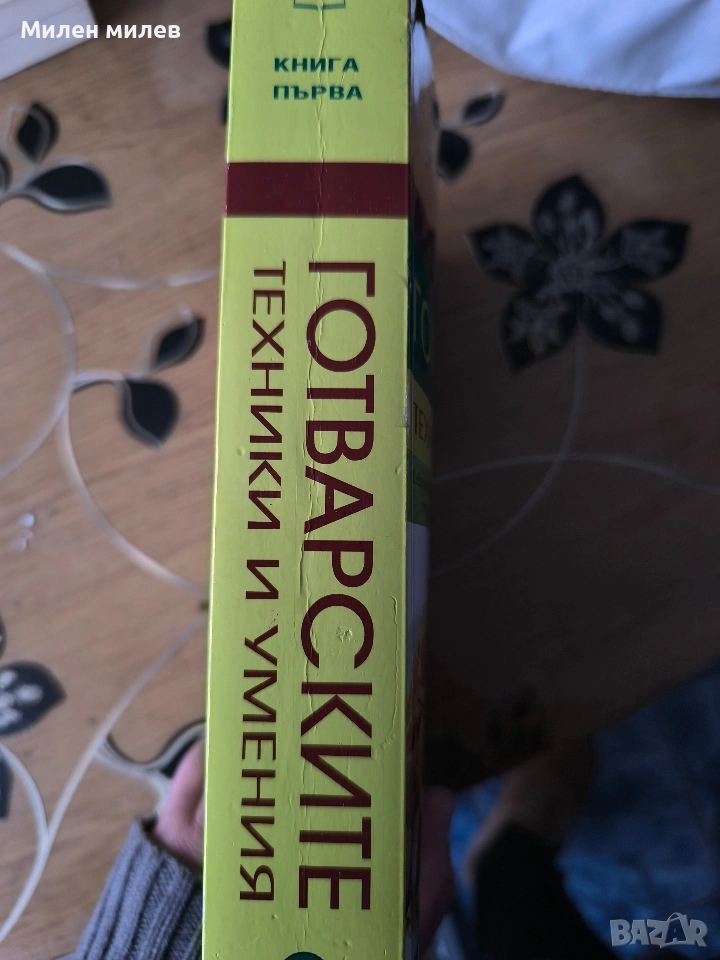 Милен милев
КНИГА
ПЪРВА
ГОТВАРСКИТЕ
ТЕХНИКИ И УМЕНИЯ
BAZAR